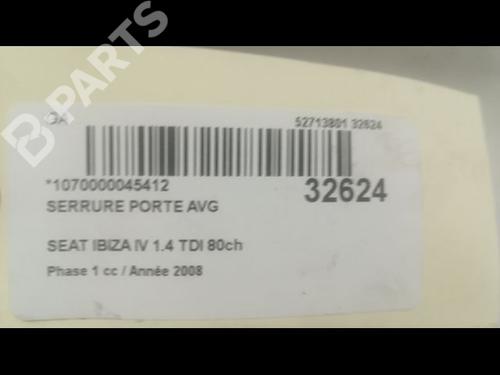 B-PARTS
GA 52713801 32624
*1070000045412
32624
SERRURE PORTE AVG
SEAT IBIZA IV 1.4 TDI 80ch
Phase 1 cc / Année 2008